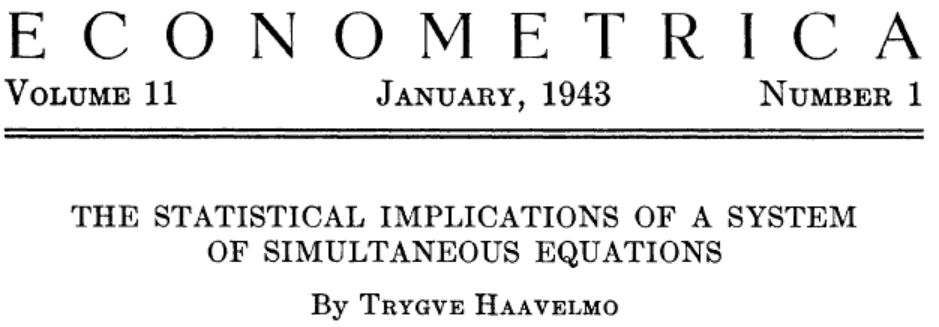 ECONOMETRICA
VOLUME 11 JANUARY, 1943 NUMBER 1
THE STATISTICAL IMPLICATIONS OF A SYSTEM
OF SIMULTANEOUS EQUATIONS
By TRYGVE HAAVELMO